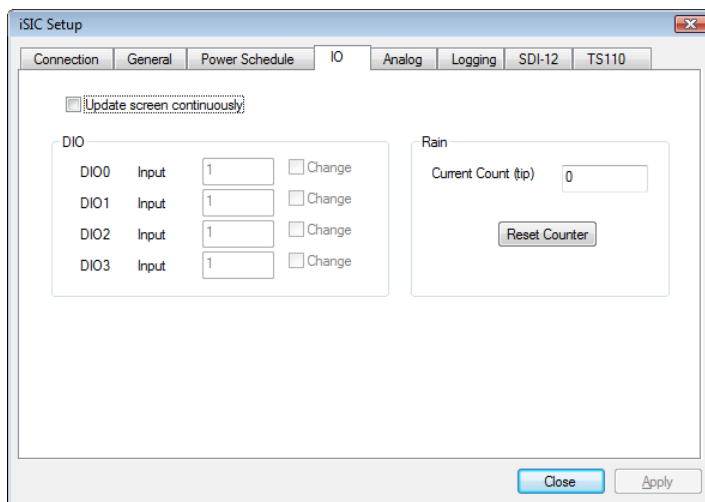 iSIC Setup
Connection General Power Schedule IO Analog Logging SDI-12 TS110
Update screen continuously
DIO
DIO0 Input 1 Change
DIO1 Input 1 Change
DIO2 Input 1 Change
DIO3 Input 1 Change
Rain
Current Count (tip) 0
Reset Counter
Close Apply